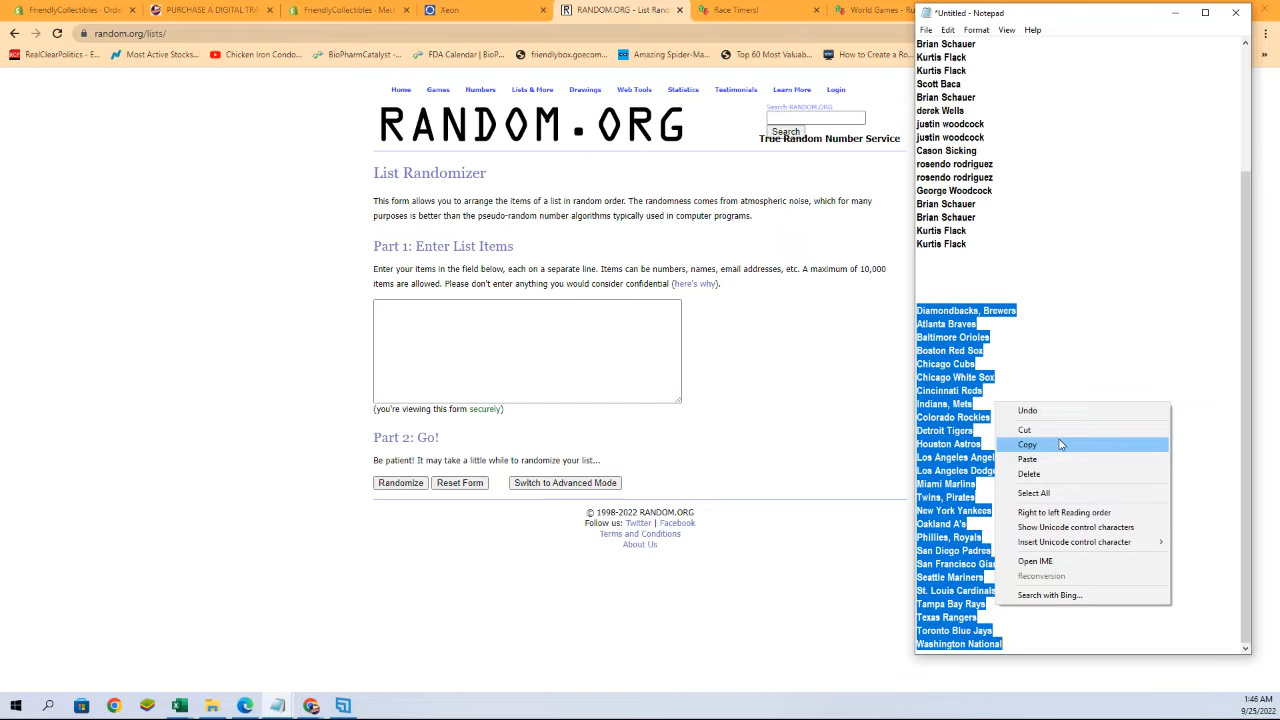 FriendlyCollectibles · Orde
PURCHASE A DIGITAL TRA
FriendlyCollectibles · Mech
Xeon
RANDOM.ORG - List Rand
Race Timers!
World Games - Ru
random.org/lists/
RealClearPolitics - E...
Most Active Stocks...
Iron Condo...
BioPharmCatalyst -...
FDA Calendar | BioP...
friendlybox.goecom...
Amazing Spider-Ma...
Top 60 Most Valuab...
How to Create a Ro
»
Home Games Numbers Lists & More Drawings Web Tools Statistics Testimonials Learn More Login
RANDOM.ORG
Search RANDOM.ORG
Search
True Random Number Service
List Randomizer
This form allows you to arrange the items of a list in random order. The randomness comes from atmospheric noise, which for many
purposes is better than the pseudo-random number algorithms typically used in computer programs.
Part 1: Enter List Items
Enter your items in the field below, each on a separate line. Items can be numbers, names, email addresses, etc. A maximum of 10,000
items are allowed. Please don't enter anything you would consider confidential (here's why).
(you're viewing this form securely)
Part 2: Go!
Be patient! It may take a little while to randomize your list...
Randomize Reset Form Switch to Advanced Mode
© 1998-2022 RANDOM.ORG
Follow us: Twitter | Facebook
Terms and Conditions
About Us
*Untitled - Notepad
File Edit Format View Help
Brian Schauer
Kurtis Flack
Kurtis Flack
Scott Baca
Brian Schauer
derek Wells
justin woodcock
justin woodcock
Cason Sicking
rosendo rodriguez
rosendo rodriguez
George Woodcock
Brian Schauer
Brian Schauer
Kurtis Flack
Kurtis Flack
Diamondbacks, Brewers
Atlanta Braves
Baltimore Orioles
Boston Red Sox
Chicago Cubs
Chicago White Sox
Cincinnati Reds
Indians, Mets
Colorado Rockies
Detroit Tigers
Houston Astros
Los Angeles Angel
Los Angeles Dodge
Miami Marlins
Twins, Pirates
New York Yankees
Oakland A's
Phillies, Royals
San Diego Padres
San Francisco Gian
Seattle Mariners
St. Louis Cardinals
Tampa Bay Rays
Texas Rangers
Toronto Blue Jays
Washington National
Undo
Cut
Copy
Paste
Delete
Select All
Right to left Reading order
Show Unicode control characters
Insert Unicode control character
Open IME
Reconversion
Search with Bing...
1:46 AM
9/25/2022